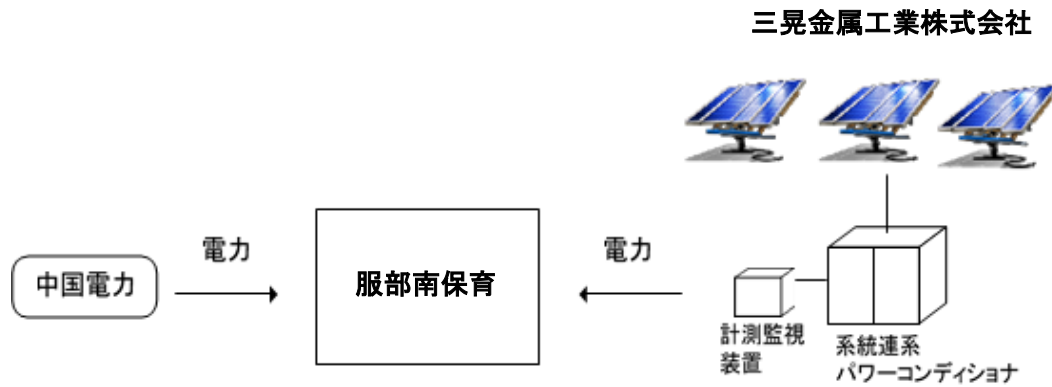 三晃金属工業株式会社
電力
電力
中国電力
服部南保育
計測監視
装置
系統連系
パワーコンディショナ